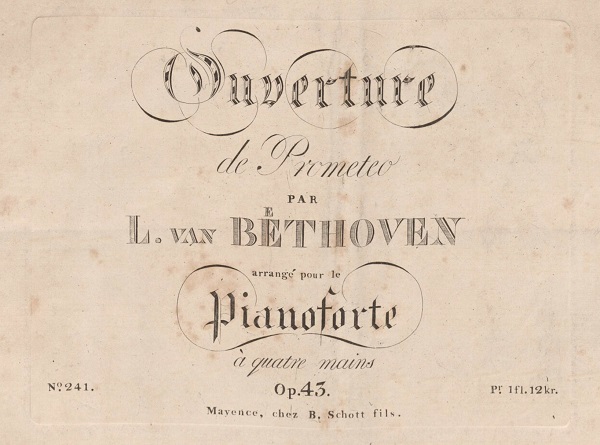 Ouverture
de Prometeo
PAR
L. VAN BEETHOVEN
arrangé pour le
Pianoforte
à quatre mains
No. 241.
Op. 43.
Pr. 1 fl. 12 kr.
Mayence, chez B. Schott fils.